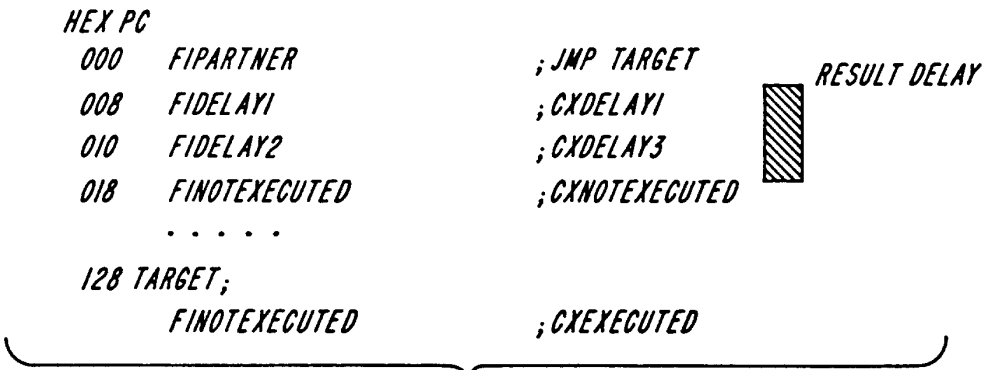 HEX PC
000 FIPARTNER ;JMP TARGET
RESULT DELAY
008 FIDELAY1 ;CXDELAY1
010 FIDELAY2 ;CXDELAY3
018 FINOTEXECUTED ;CXNOTEXECUTED
.....
128 TARGET;
FINOTEXECUTED ;CXEXECUTED